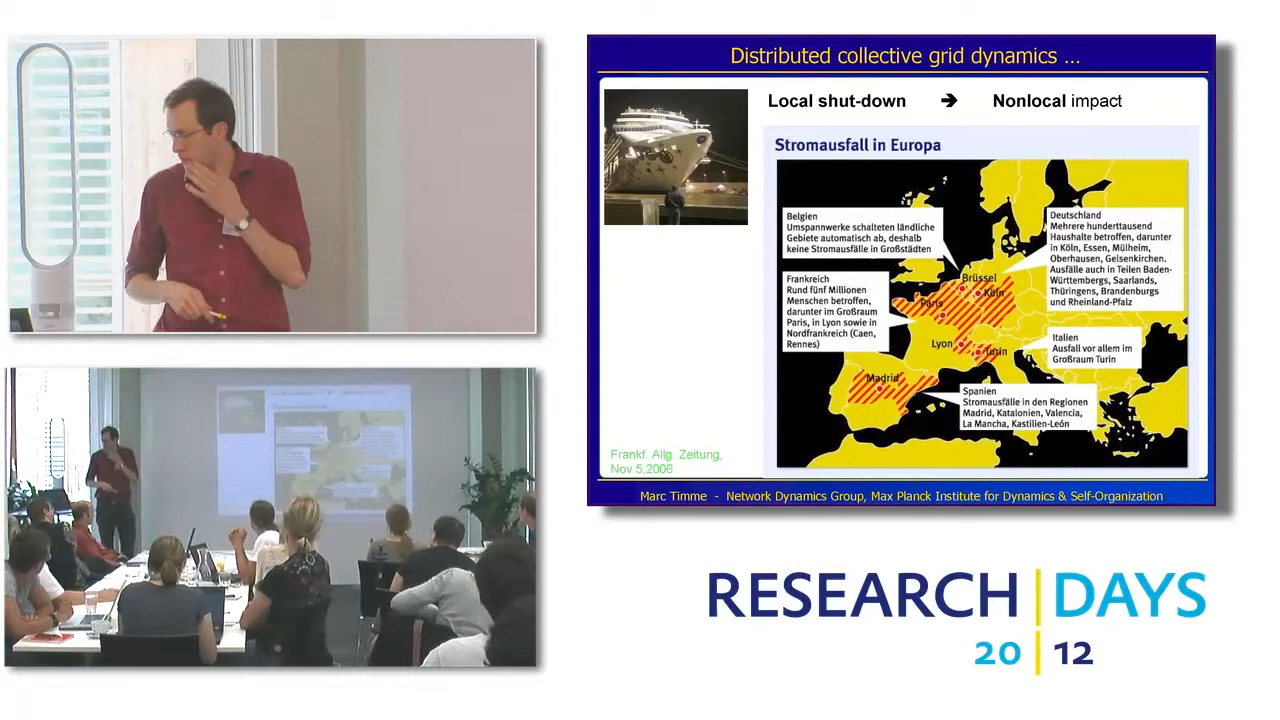 Distributed collective grid dynamics ...
Local shut-down ➔ Nonlocal impact
Stromausfall in Europa
Belgien
Umspannwerke schalteten ländliche
Gebiete automatisch ab, deshalb
keine Stromausfälle in Großstädten
Deutschland
Mehrere hunderttausend
Haushalte betroffen, darunter
in Köln, Essen, Mülheim,
Oberhausen, Gelsenkirchen.
Ausfälle auch in Teilen Baden-
Württembergs, Saarlands,
Thüringens, Brandenburgs
und Rheinland-Pfalz
Frankreich
Rund fünf Millionen
Menschen betroffen,
darunter im Großraum
Paris, in Lyon sowie in
Nordfrankreich (Caen,
Rennes)
Brüssel
Köln
Paris
Lyon
Turin
Madrid
Italien
Ausfall vor allem im
Großraum Turin
Spanien
Stromausfälle in den Regionen
Madrid, Katalonien, Valencia,
La Mancha, Kastilien-León
Frankf. Allg. Zeitung,
Nov 5,2006
Marc Timme - Network Dynamics Group, Max Planck Institute for Dynamics & Self-Organization
RESEARCH DAYS
20 12